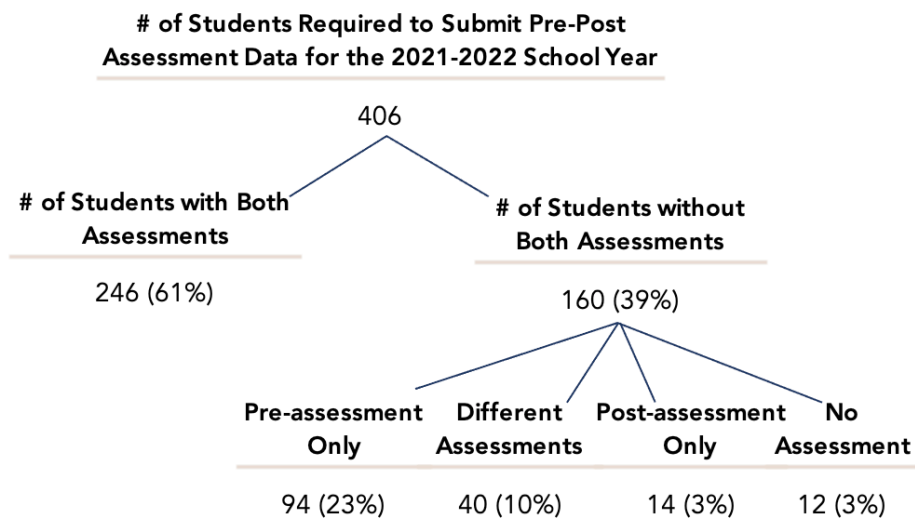 # of Students Required to Submit Pre-Post
Assessment Data for the 2021-2022 School Year
406
# of Students with Both
Assessments
246 (61%)
# of Students without
Both Assessments
160 (39%)
Pre-assessment
Only
94 (23%)
Different
Assessments
40 (10%)
Post-assessment
Only
14 (3%)
No
Assessment
12 (3%)